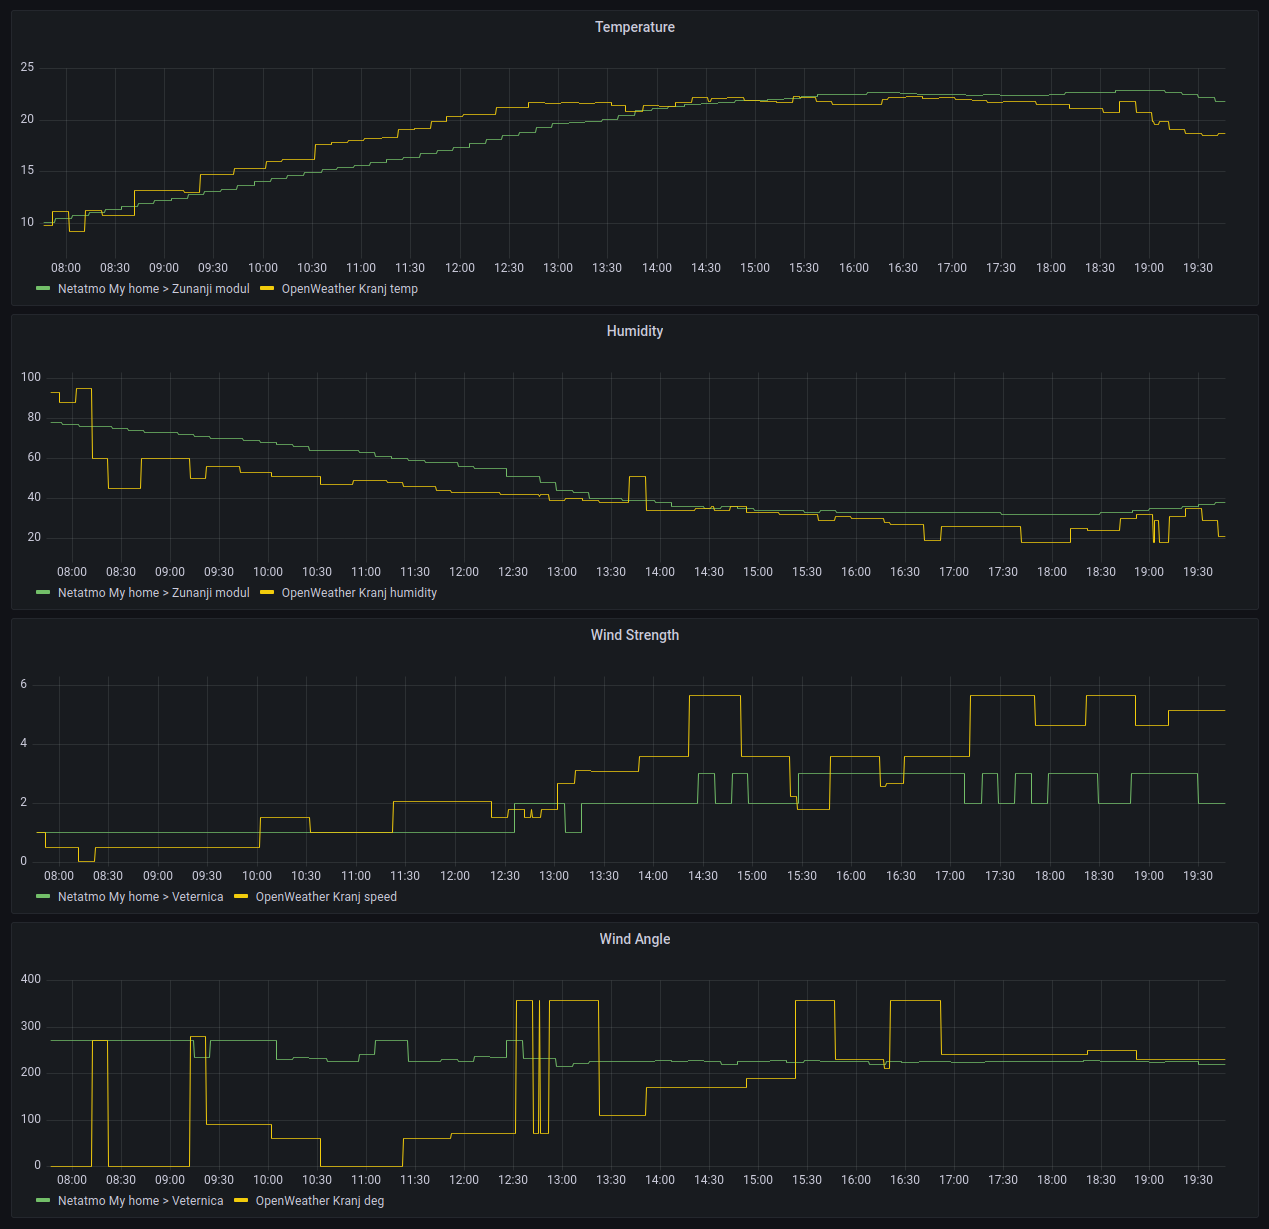 Temperature
25
20
15
10
08:00 08:30 09:00 09:30 10:00 10:30 11:00 11:30 12:00 12:30 13:00 13:30 14:00 14:30 15:00 15:30 16:00 16:30 17:00 17:30 18:00 18:30 19:00 19:30
Netatmo My home > Zunanji modul OpenWeather Kranj temp
Humidity
100
80
60
40
20
08:00 08:30 09:00 09:30 10:00 10:30 11:00 11:30 12:00 12:30 13:00 13:30 14:00 14:30 15:00 15:30 16:00 16:30 17:00 17:30 18:00 18:30 19:00 19:30
Netatmo My home > Zunanji modul OpenWeather Kranj humidity
Wind Strength
6
4
2
0
08:00 08:30 09:00 09:30 10:00 10:30 11:00 11:30 12:00 12:30 13:00 13:30 14:00 14:30 15:00 15:30 16:00 16:30 17:00 17:30 18:00 18:30 19:00 19:30
Netatmo My home > Veternica OpenWeather Kranj speed
Wind Angle
400
300
200
100
0
08:00 08:30 09:00 09:30 10:00 10:30 11:00 11:30 12:00 12:30 13:00 13:30 14:00 14:30 15:00 15:30 16:00 16:30 17:00 17:30 18:00 18:30 19:00 19:30
Netatmo My home > Veternica OpenWeather Kranj deg